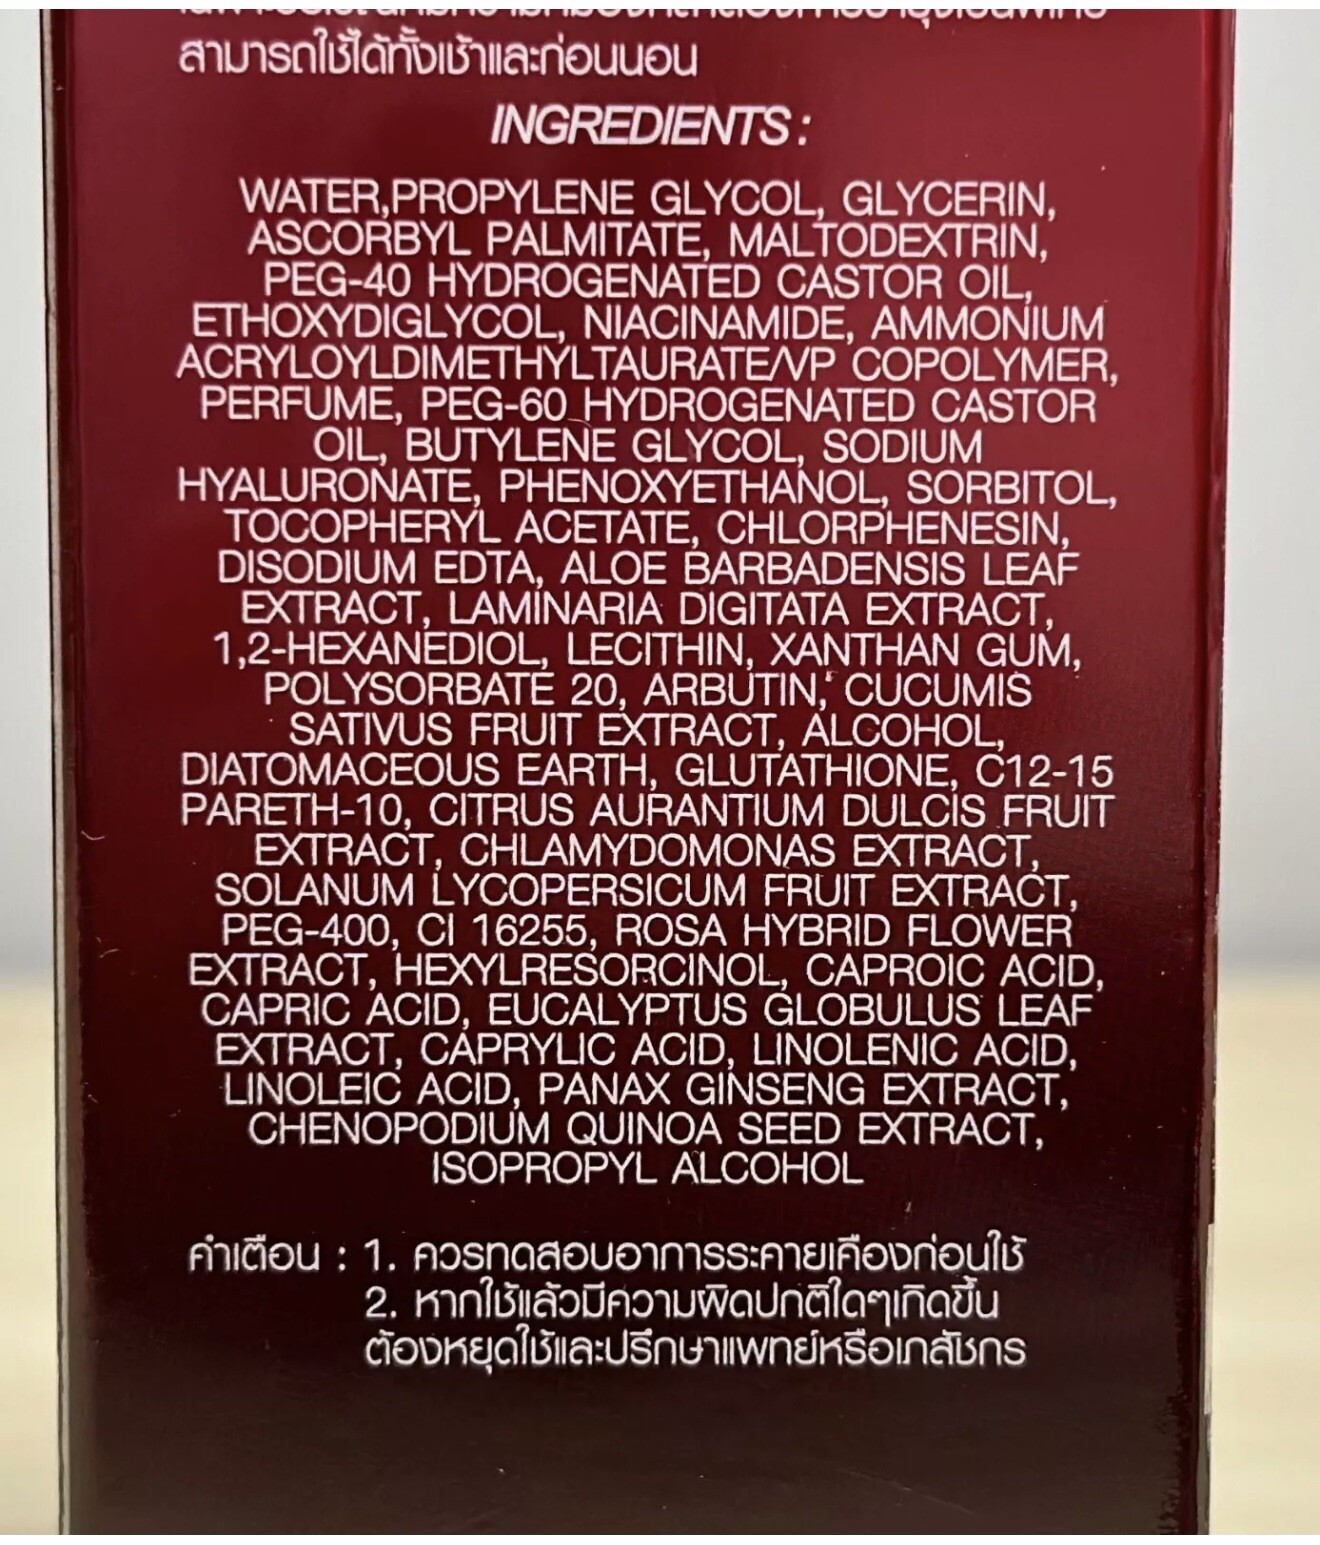 สามารถใช้ได้ทั้งเช้าและก่อนนอน
INGREDIENTS :
WATER,PROPYLENE GLYCOL, GLYCERIN,
ASCORBYL PALMITATE, MALTODEXTRIN,
PEG-40 HYDROGENATED CASTOR OIL,
ETHOXYDIGLYCOL, NIACINAMIDE, AMMONIUM
ACRYLOYLDIMETHYLTAURATE/VP COPOLYMER,
PERFUME, PEG-60 HYDROGENATED CASTOR
OIL, BUTYLENE GLYCOL, SODIUM
HYALURONATE, PHENOXYETHANOL, SORBITOL,
TOCOPHERYL ACETATE, CHLORPHENESIN,
DISODIUM EDTA, ALOE BARBADENSIS LEAF
EXTRACT, LAMINARIA DIGITATA EXTRACT,
1,2-HEXANEDIOL, LECITHIN, XANTHAN GUM,
POLYSORBATE 20, ARBUTIN, CUCUMIS
SATIVUS FRUIT EXTRACT, ALCOHOL,
DIATOMACEOUS EARTH, GLUTATHIONE, C12-15
PARETH-10, CITRUS AURANTIUM DULCIS FRUIT
EXTRACT, CHLAMYDOMONAS EXTRACT,
SOLANUM LYCOPERSICUM FRUIT EXTRACT,
PEG-400, CI 16255, ROSA HYBRID FLOWER
EXTRACT, HEXYLRESORCINOL, CAPROIC ACID,
CAPRIC ACID, EUCALYPTUS GLOBULUS LEAF
EXTRACT, CAPRYLIC ACID, LINOLENIC ACID,
LINOLEIC ACID, PANAX GINSENG EXTRACT,
CHENOPODIUM QUINOA SEED EXTRACT,
ISOPROPYL ALCOHOL
คำเตือน : 1. ควรทดสอบอาการระคายเคืองก่อนใช้
2. หากใช้แล้วมีความผิดปกติใดๆเกิดขึ้น
ต้องหยุดใช้และปรึกษาแพทย์หรือเภสัชกร